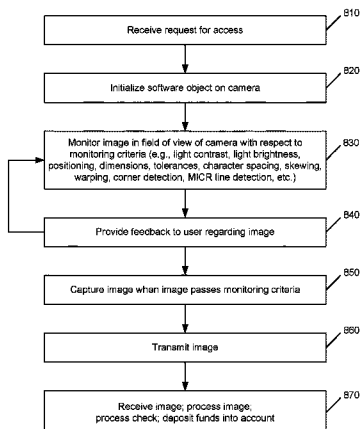 810
Receive request for access
820
Initialize software object on camera
830
Monitor image in field of view of camera with respect to
monitoring criteria (e.g., light contrast, light brightness,
positioning, dimensions, tolerances, character spacing, skewing,
warping, corner detection, MICR line detection, etc.)
840
Provide feedback to user regarding image
850
Capture image when image passes monitoring criteria
860
Transmit image
870
Receive image; process image;
process check; deposit funds into account